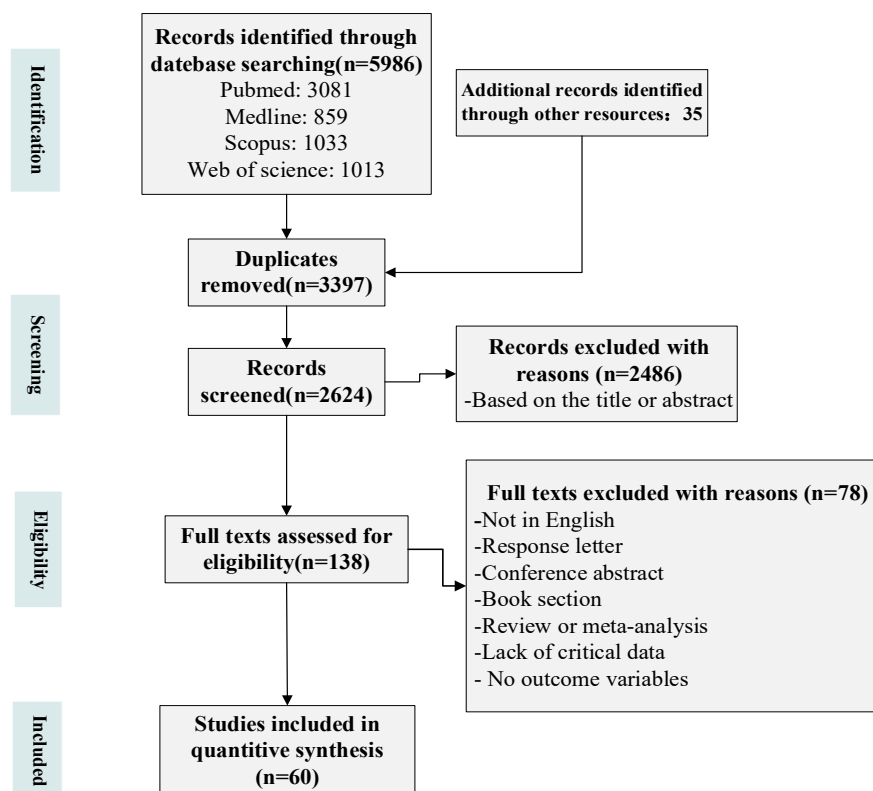 Identification
Records identified through
datebase searching(n=5986)
Pubmed: 3081
Medline: 859
Scopus: 1033
Web of science: 1013
Additional records identified
through other resources：35
Duplicates
removed(n=3397)
Screening
Records
screened(n=2624)
Records excluded with
reasons (n=2486)
-Based on the title or abstract
Eligibility
Full texts assessed for
eligibility(n=138)
Full texts excluded with reasons (n=78)
-Not in English
-Response letter
-Conference abstract
-Book section
-Review or meta-analysis
-Lack of critical data
- No outcome variables
Included
Studies included in
quantitive synthesis
(n=60)